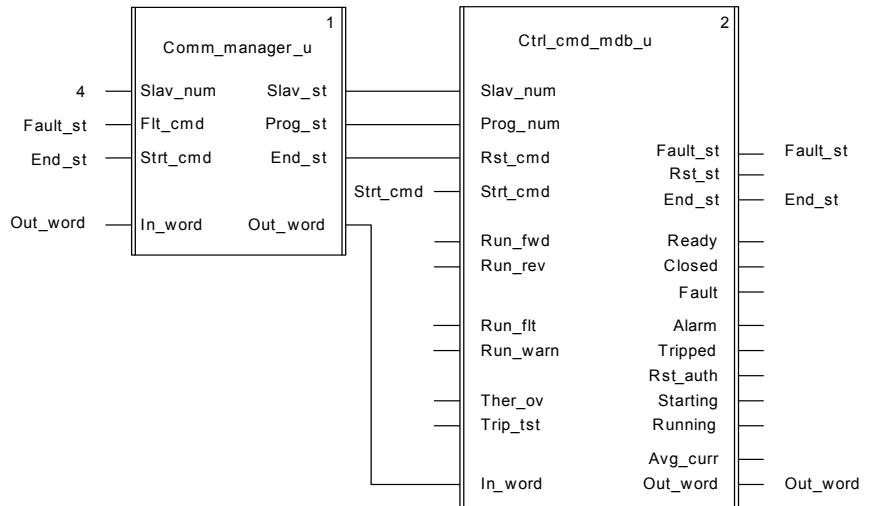 1
Comm_manager_u
4 Slav_num Slav_st
Fault_st Flt_cmd Prog_st
End_st Strt_cmd End_st
Out_word In_word Out_word
2
Ctrl_cmd_mdb_u
Slav_num
Prog_num
Rst_cmd Fault_st Fault_st
Rst_st
Strt_cmd Strt_cmd End_st End_st
Run_fwd Ready
Run_rev Closed
Fault
Run_flt Alarm
Run_warn Tripped
Rst_auth
Ther_ov Starting
Trip_tst Running
Avg_curr
In_word Out_word Out_word